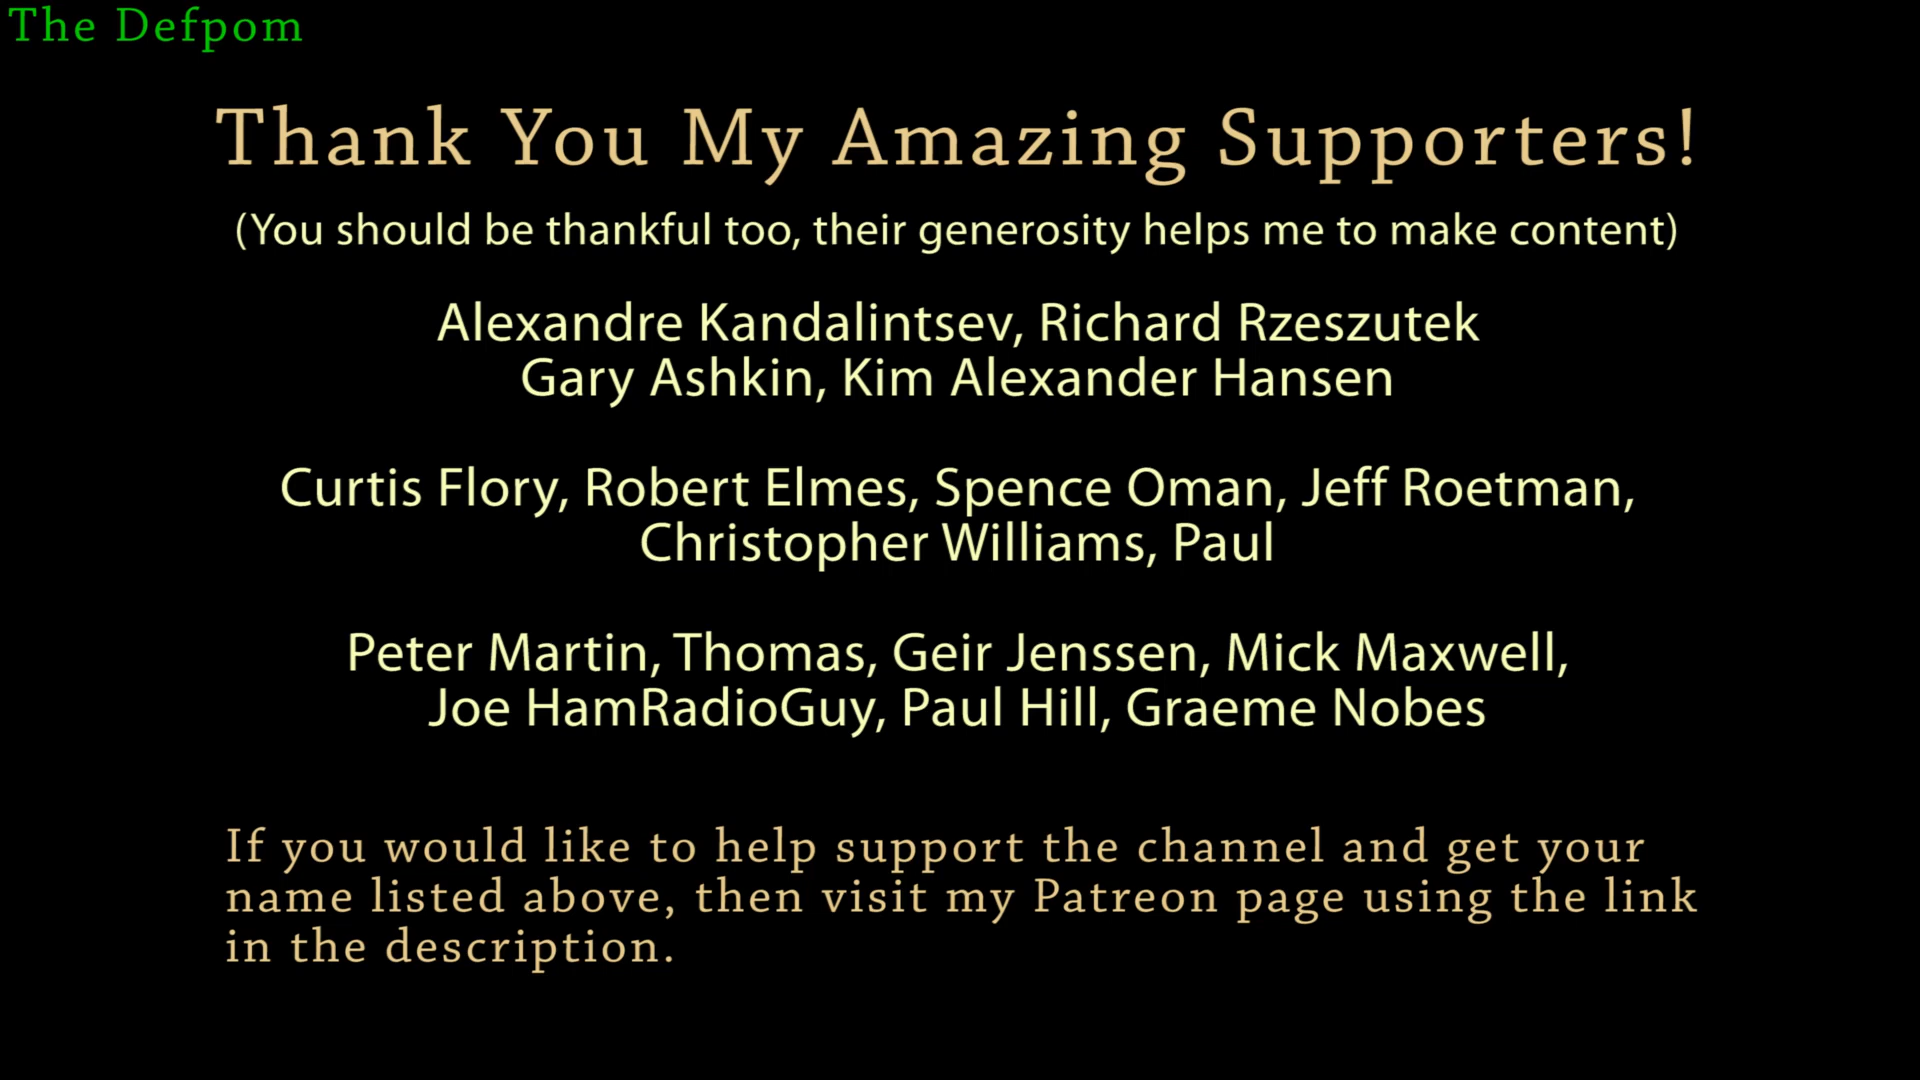 The Defpom
Thank You My Amazing Supporters!
(You should be thankful too, their generosity helps me to make content)
Alexandre Kandalintsev, Richard Rzeszutek
Gary Ashkin, Kim Alexander Hansen
Curtis Flory, Robert Elmes, Spence Oman, Jeff Roetman,
Christopher Williams, Paul
Peter Martin, Thomas, Geir Jenssen, Mick Maxwell,
Joe HamRadioGuy, Paul Hill, Graeme Nobes
If you would like to help support the channel and get your
name listed above, then visit my Patreon page using the link
in the description.